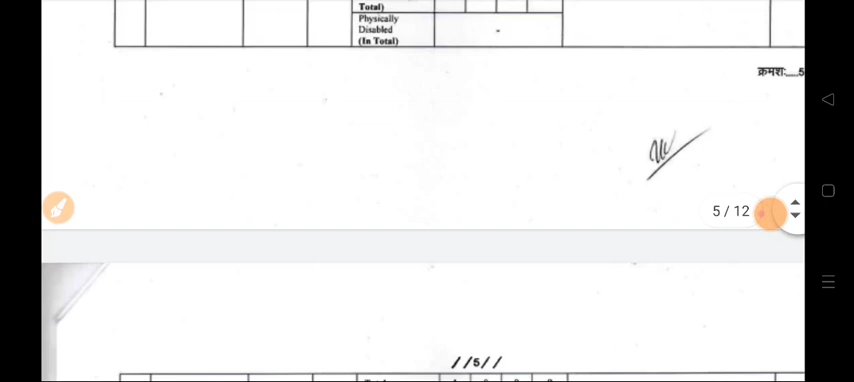 Total)
Physically
Disabled
(In Total)
-
क्रमशः.....5
5 / 12
//5//